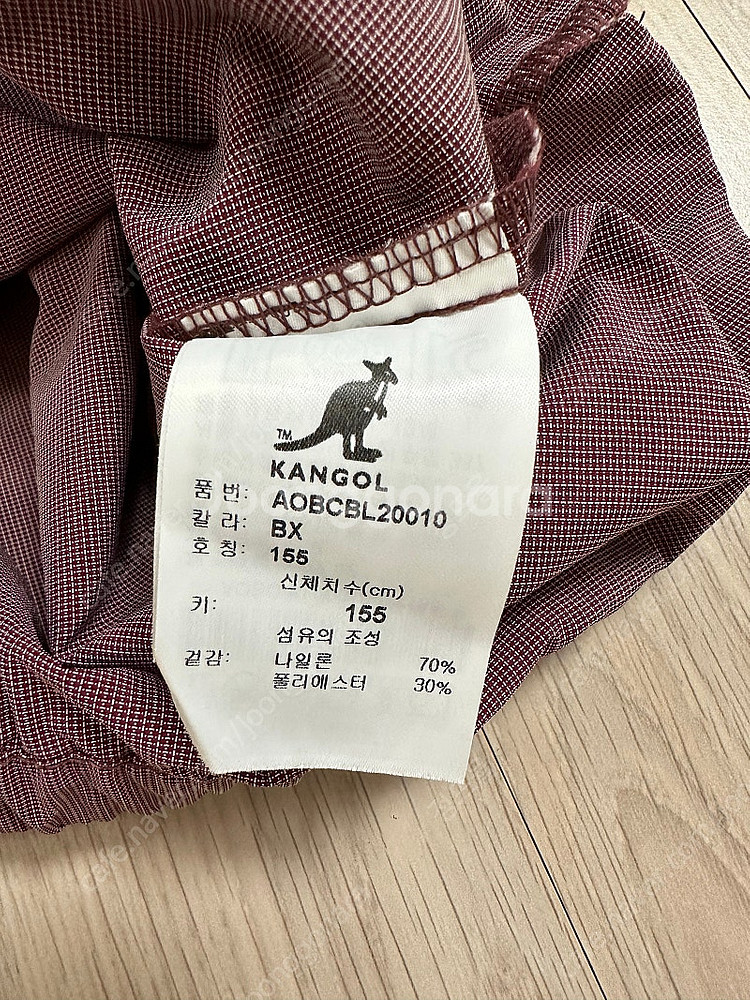 TM
KANGOL
품 번: AOBCBL20010
칼 라: BX
호 칭: 155
신체치수(cm)
키: 155
섬유의 조성
겉감: 나일론 70%
폴리애스터 30%